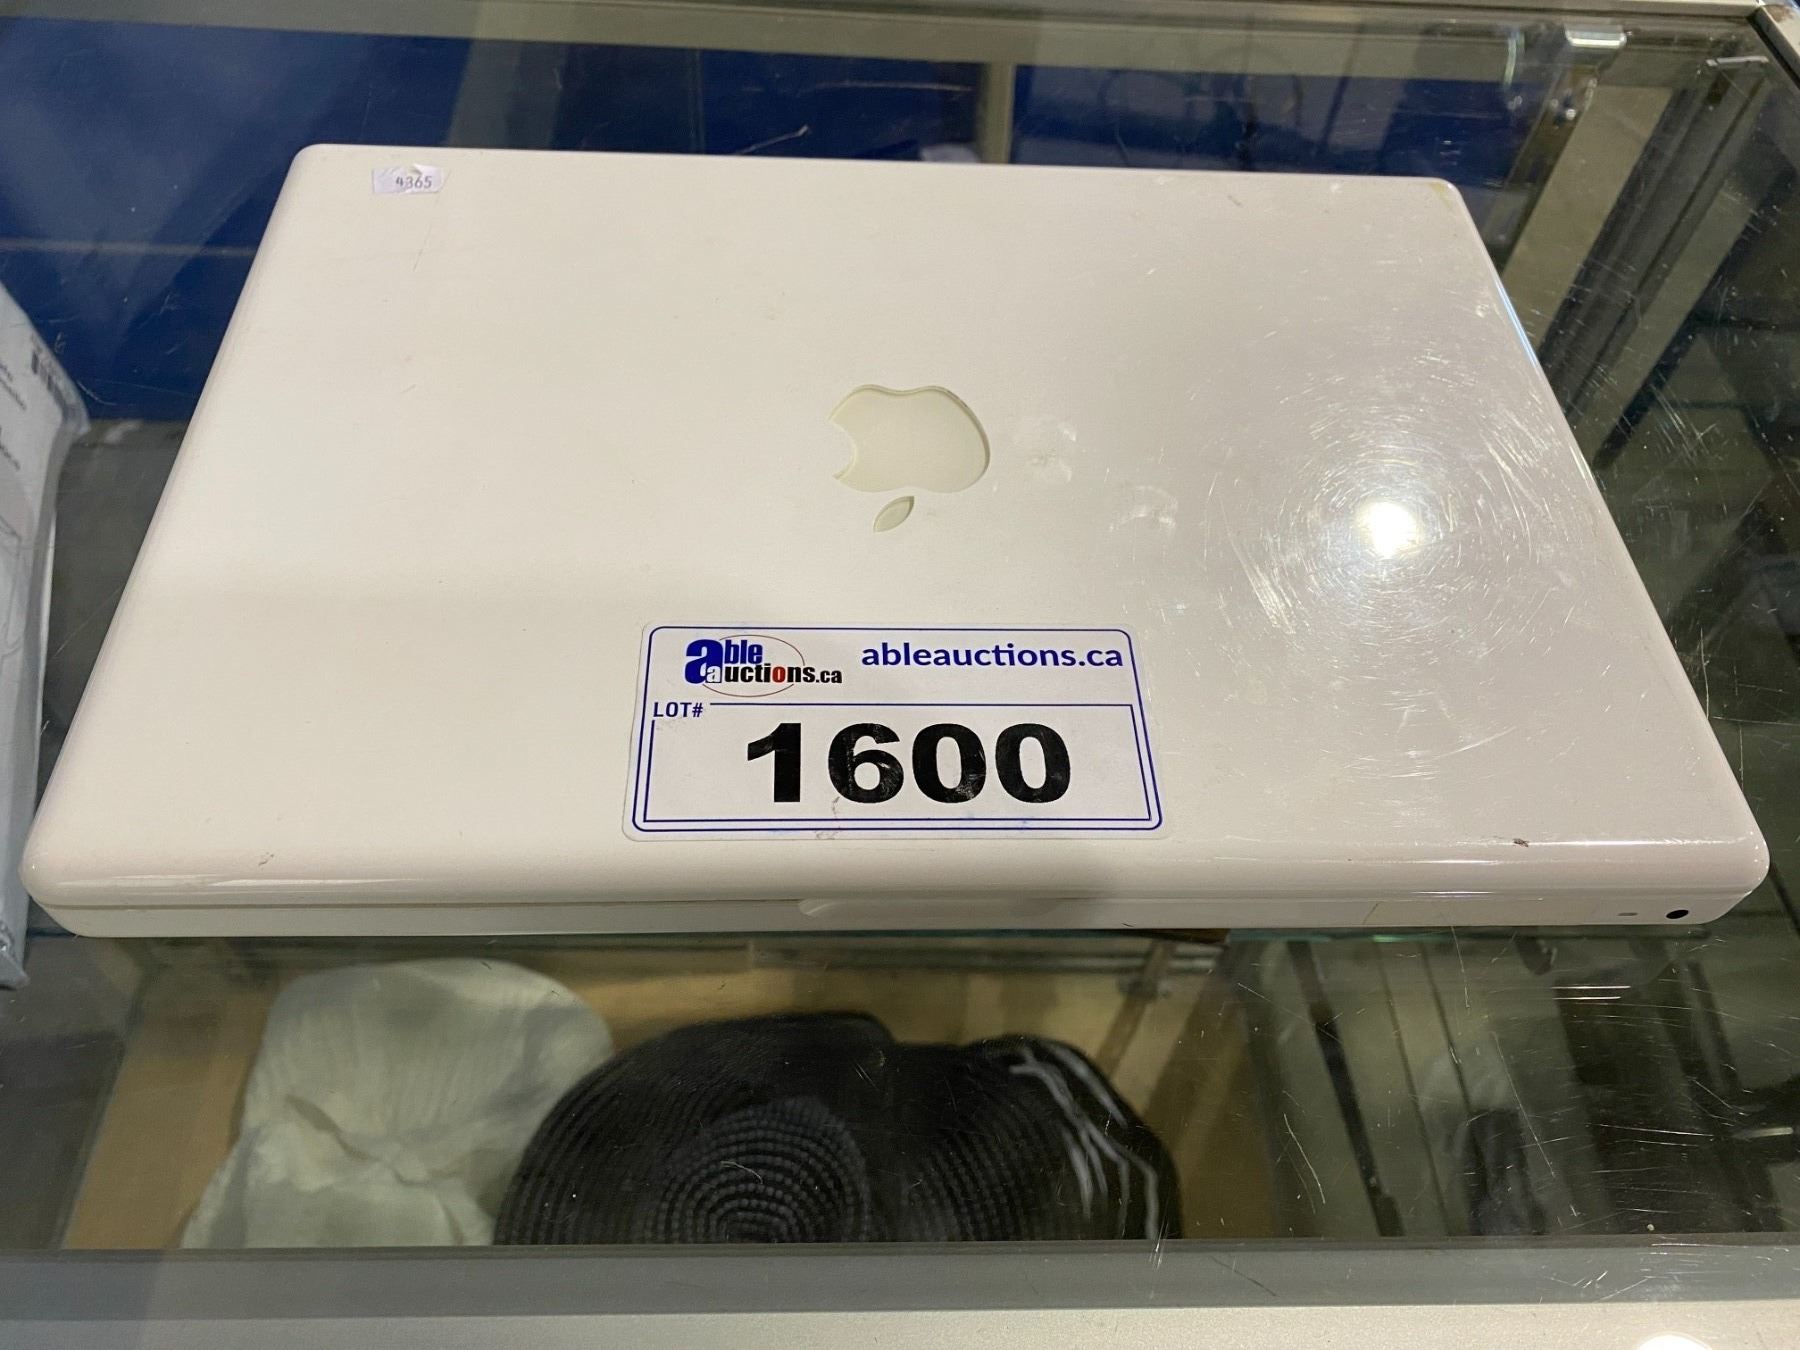 4365
able auctions.ca
ableauctions.ca
LOT#
1600